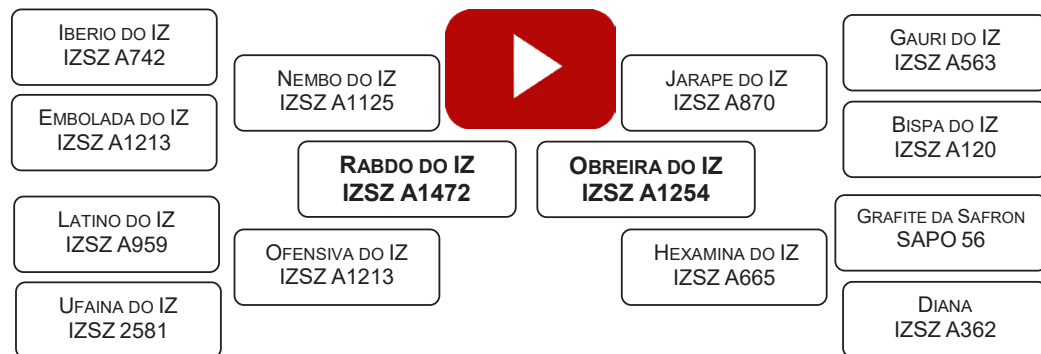 IBERIO DO IZ
IZSZ A742
EMBOLADA DO IZ
IZSZ A1213
LATINO DO IZ
IZSZ A959
UFAINA DO IZ
IZSZ 2581
NEMBO DO IZ
IZSZ A1125
OFENSIVA DO IZ
IZSZ A1213
RABDO DO IZ
IZSZ A1472
OBREIRA DO IZ
IZSZ A1254
JARAPE DO IZ
IZSZ A870
HEXAMINA DO IZ
IZSZ A665
GAURI DO IZ
IZSZ A563
BISPA DO IZ
IZSZ A120
GRAFITE DA SAFRON
SAPO 56
DIANA
IZSZ A362